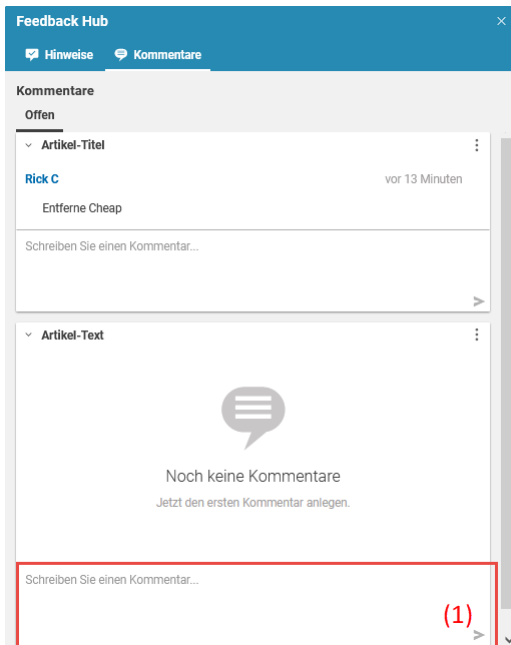 Feedback Hub
Hinweise Kommentare
Kommentare
Offen
Artikel-Titel
Rick C vor 13 Minuten
Entferne Cheap
Schreiben Sie einen Kommentar...
Artikel-Text
Noch keine Kommentare
Jetzt den ersten Kommentar anlegen.
Schreiben Sie einen Kommentar...
(1)